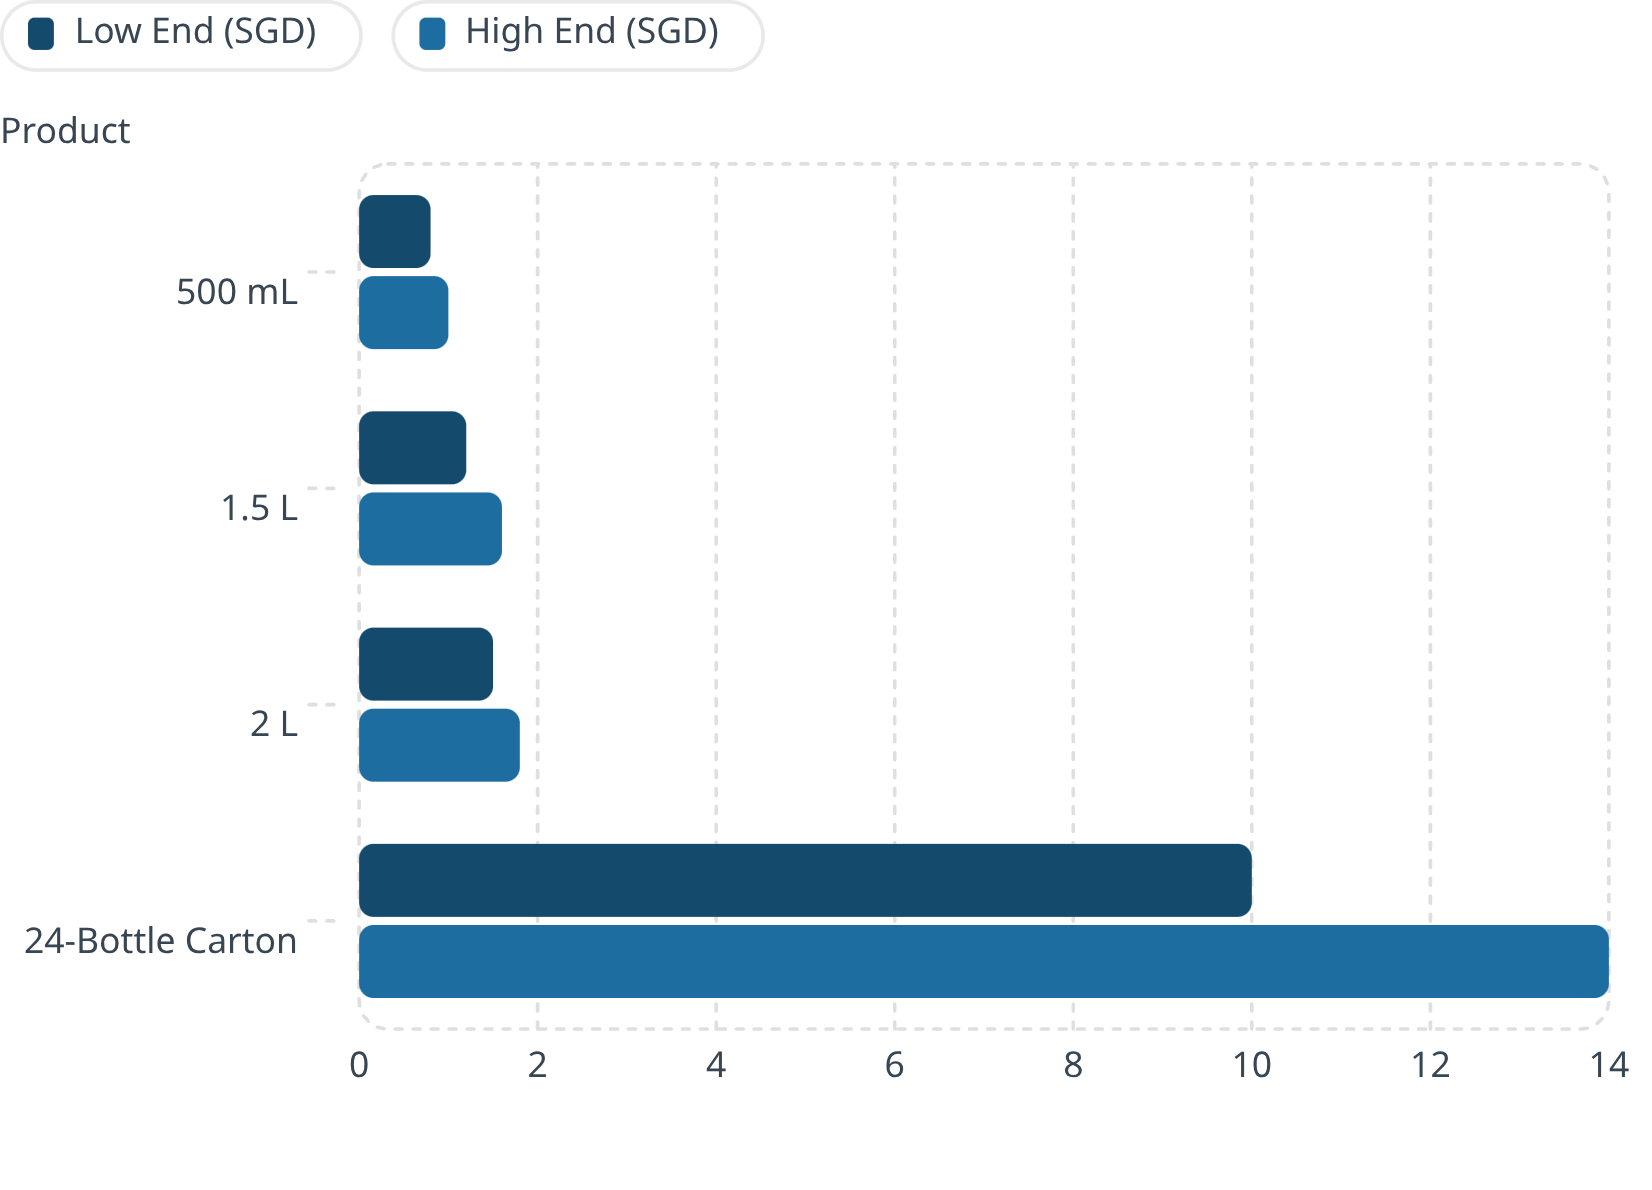 Low End (SGD) High End (SGD)
Product
500 mL
1.5 L
2 L
24-Bottle Carton
0 2 4 6 8 10 12 14